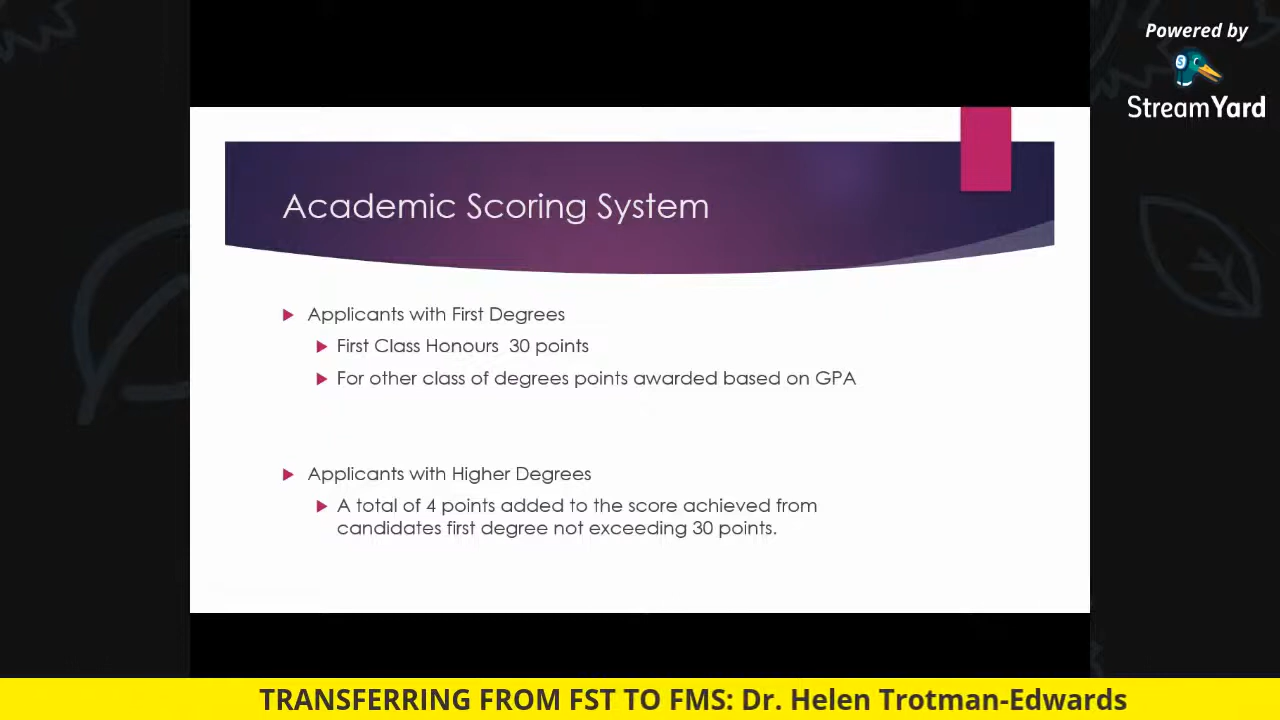 Powered by
StreamYard
Academic Scoring System
Applicants with First Degrees
First Class Honours 30 points
For other class of degrees points awarded based on GPA
Applicants with Higher Degrees
A total of 4 points added to the score achieved from
candidates first degree not exceeding 30 points.
TRANSFERRING FROM FST TO FMS: Dr. Helen Trotman-Edwards